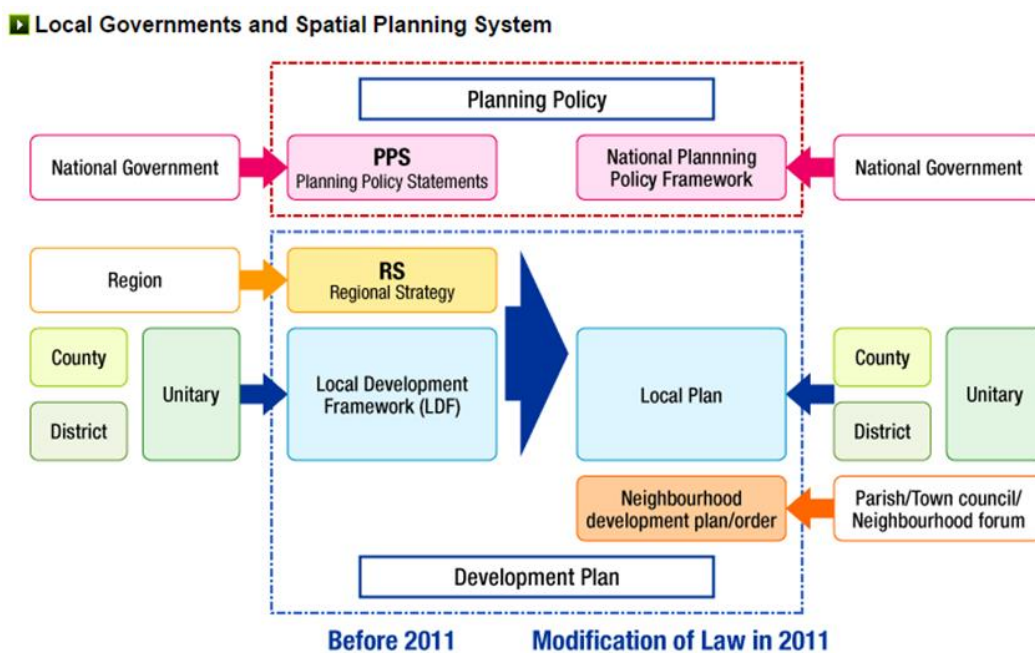 Local Governments and Spatial Planning System
Planning Policy
National Government
PPS
Planning Policy Statements
National Plannning
Policy Framework
National Government
Region
RS
Regional Strategy
County
District
Unitary
Local Development
Framework (LDF)
Local Plan
County
District
Unitary
Neighbourhood
development plan/order
Parish/Town council/
Neighbourhood forum
Development Plan
Before 2011
Modification of Law in 2011